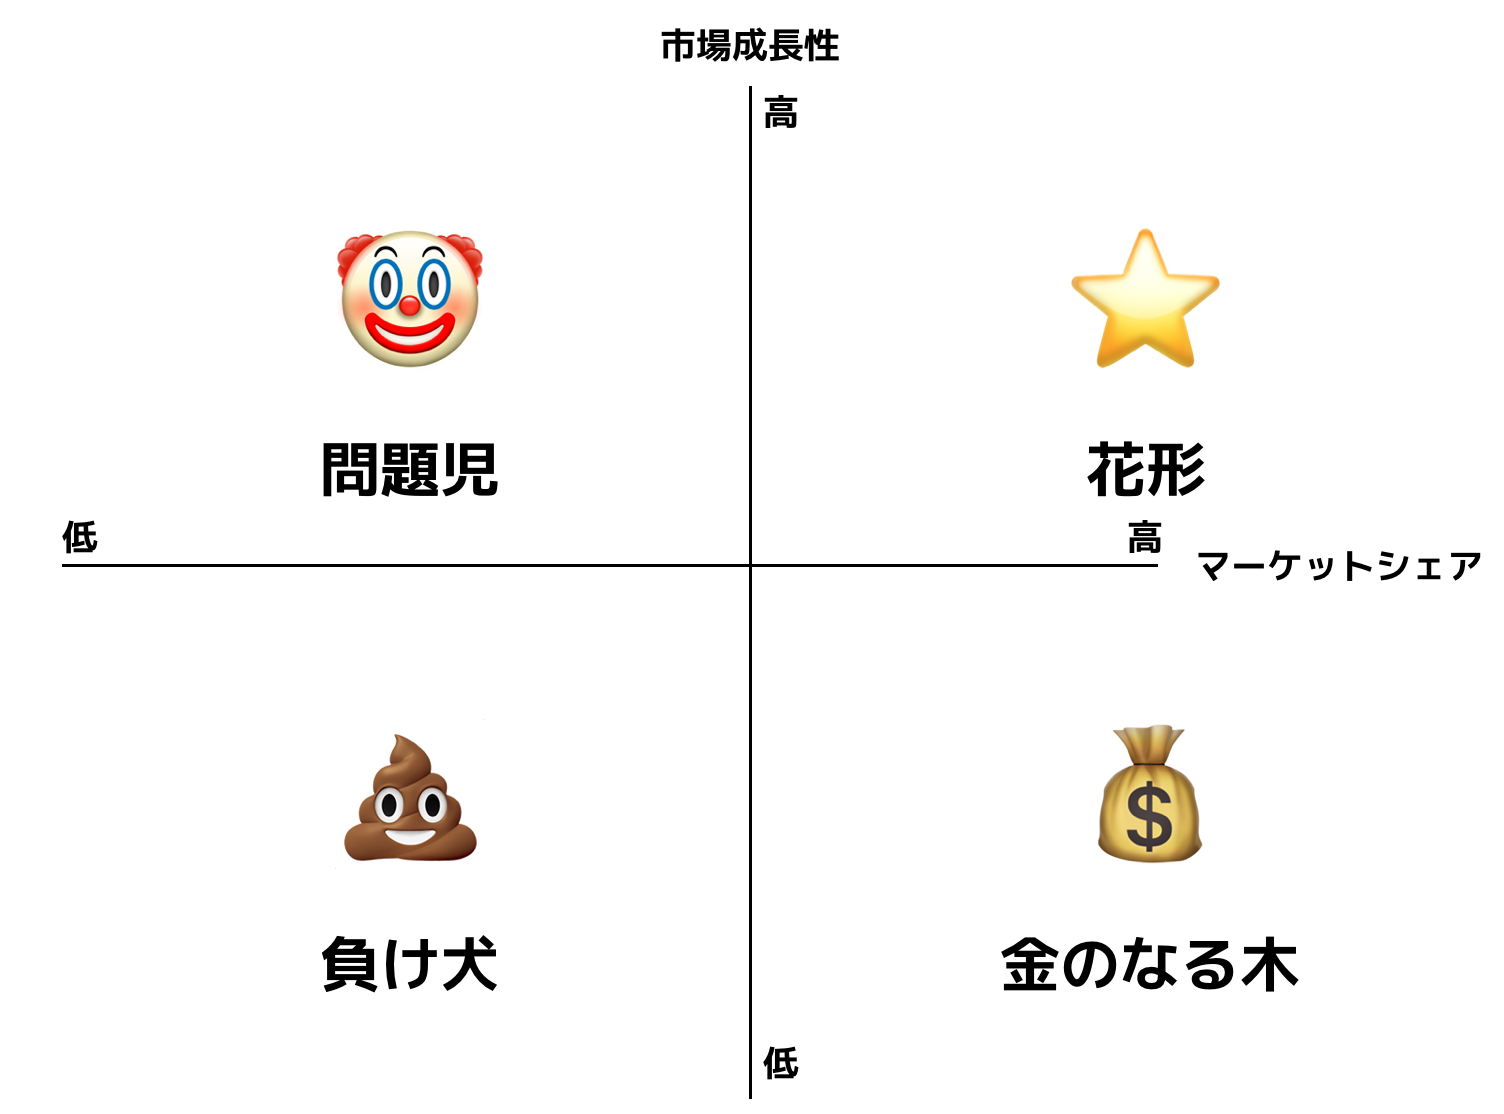 市場成長性
高
問題児
花形
低
高
マーケットシェア
$
負け犬
金のなる木
低